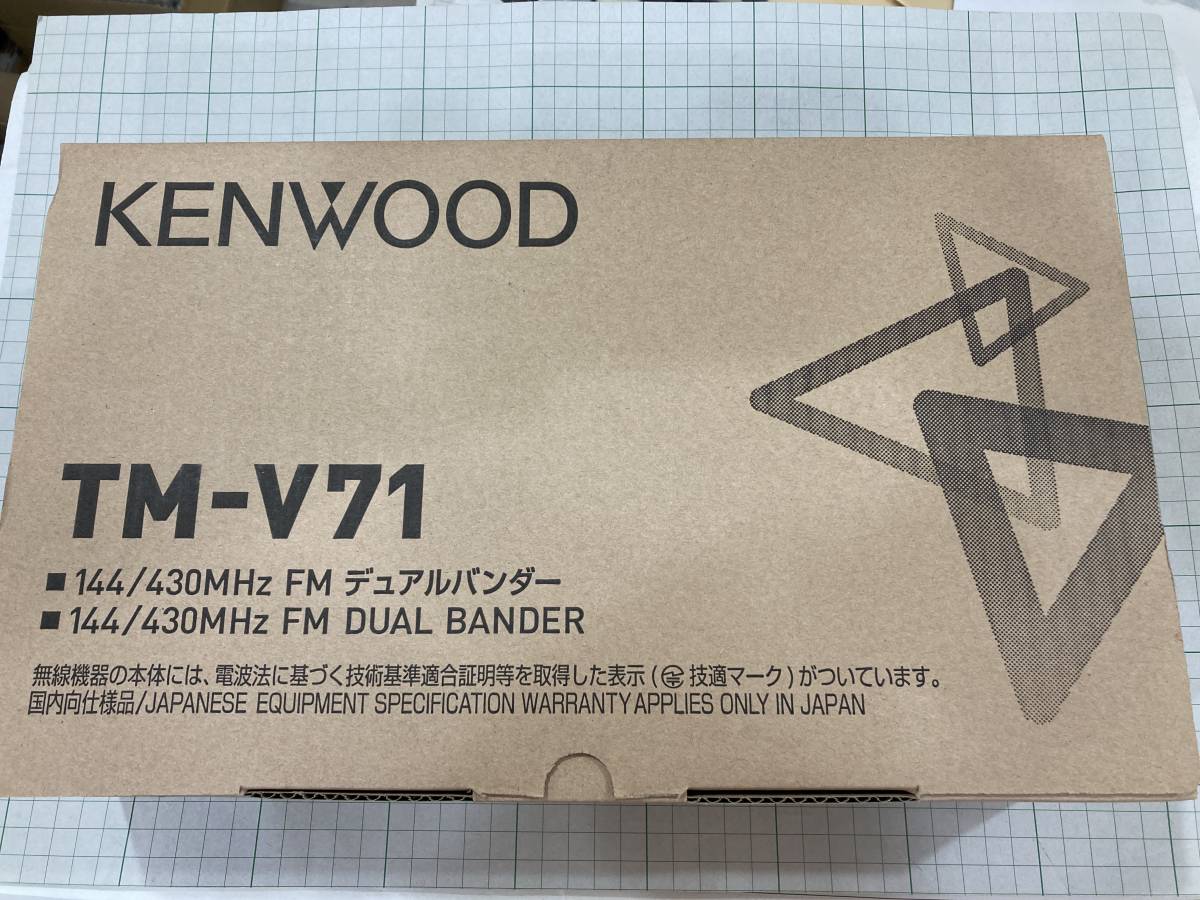 KENWOOD
TM-V71
■144/430MHz FM デュアルバンダー
■144/430MHz FM DUAL BANDER
無線機器の本体には、電波法に基づく技術基準適合証明等を取得した表示(技適マーク)がついています。
国内向仕様品/JAPANESE EQUIPMENT SPECIFICATION WARRANTY APPLIES ONLY IN JAPAN